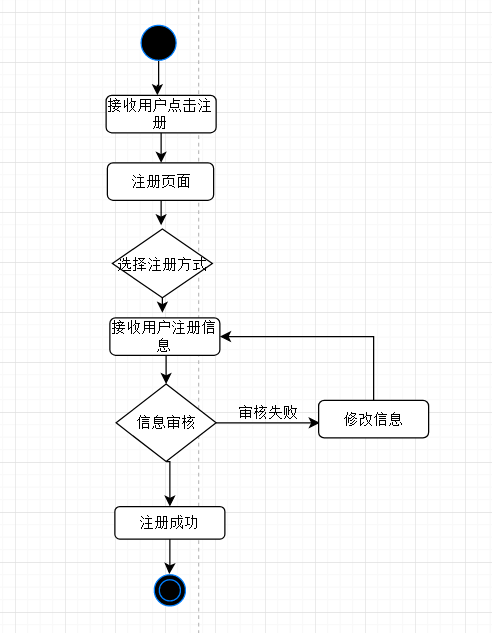 接收用户点击注
册
注册页面
选择注册方式
接收用户注册信
息
信息审核
审核失败
修改信息
注册成功